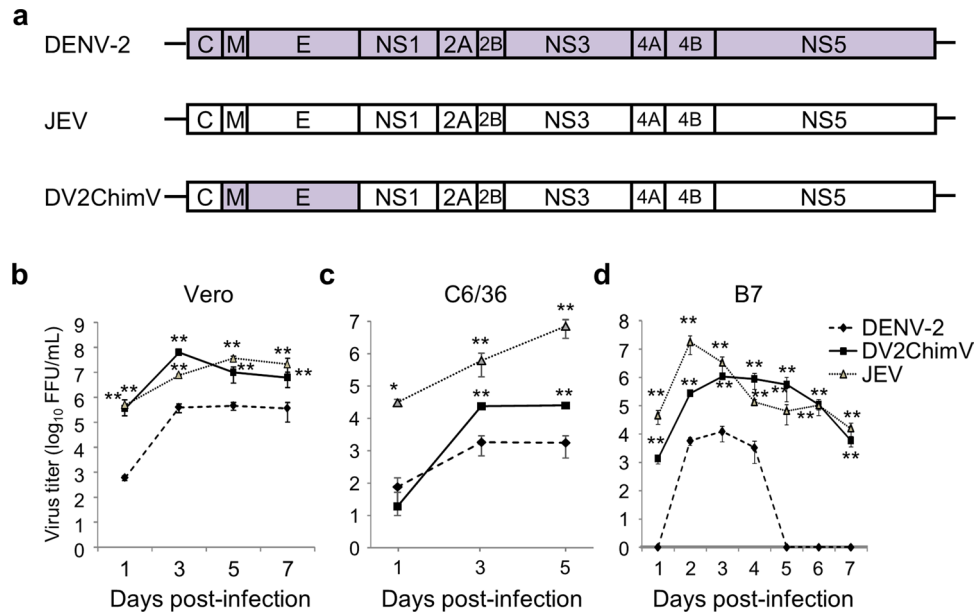 a
DENV-2 C M E NS1 2A 2B NS3 4A 4B NS5
JEV C M E NS1 2A 2B NS3 4A 4B NS5
DV2ChimV C M E NS1 2A 2B NS3 4A 4B NS5
b
Vero
Virus titer (log10 FFU/mL)
9
8
7
6
5
4
3
2
1
0
** ** ** ** ** ** ** **
1 3 5 7
Days post-infection
c
C6/36
7
6
5
4
3
2
1
0
* ** ** ** **
1 3 5
Days post-infection
d
B7
8
7
6
5
4
3
2
1
0
** ** ** ** ** ** ** ** ** ** ** ** ** **
1 2 3 4 5 6 7
Days post-infection
DENV-2
DV2ChimV
JEV